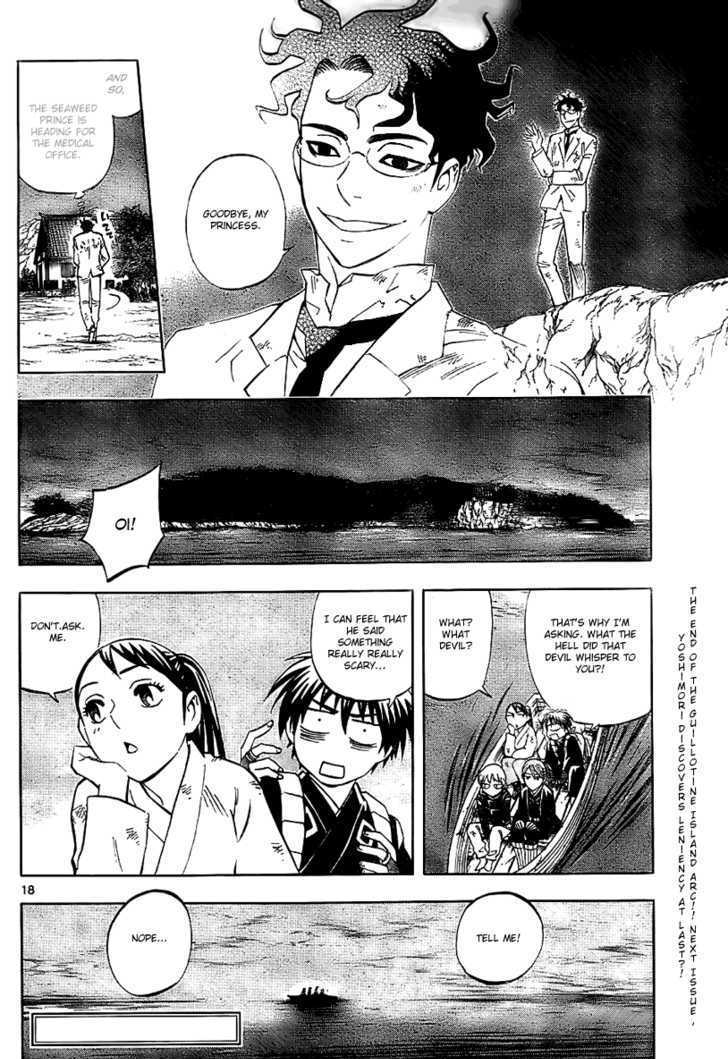 GOODBYE, MY
PRINCESS.
AND
SO,
THE SEAWEED
PRINCE IS
HEADING FOR
THE MEDICAL
OFFICE.
OI!
THAT'S WHY I'M
ASKING. WHAT THE
HELL DID THAT
DEVIL WHISPER TO
YOU?!
WHAT?
WHAT
DEVIL?
I CAN FEEL THAT
HE SAID
SOMETHING
REALLY REALLY
SCARY...
DON'T.ASK.
ME.
18
TELL ME!
NOPE...
THE END OF THE GUILLOTINE ISLAND ARC!! NEXT ISSUE,
YOSHIMORI DISCOVERS LENIENCY AT LAST?!